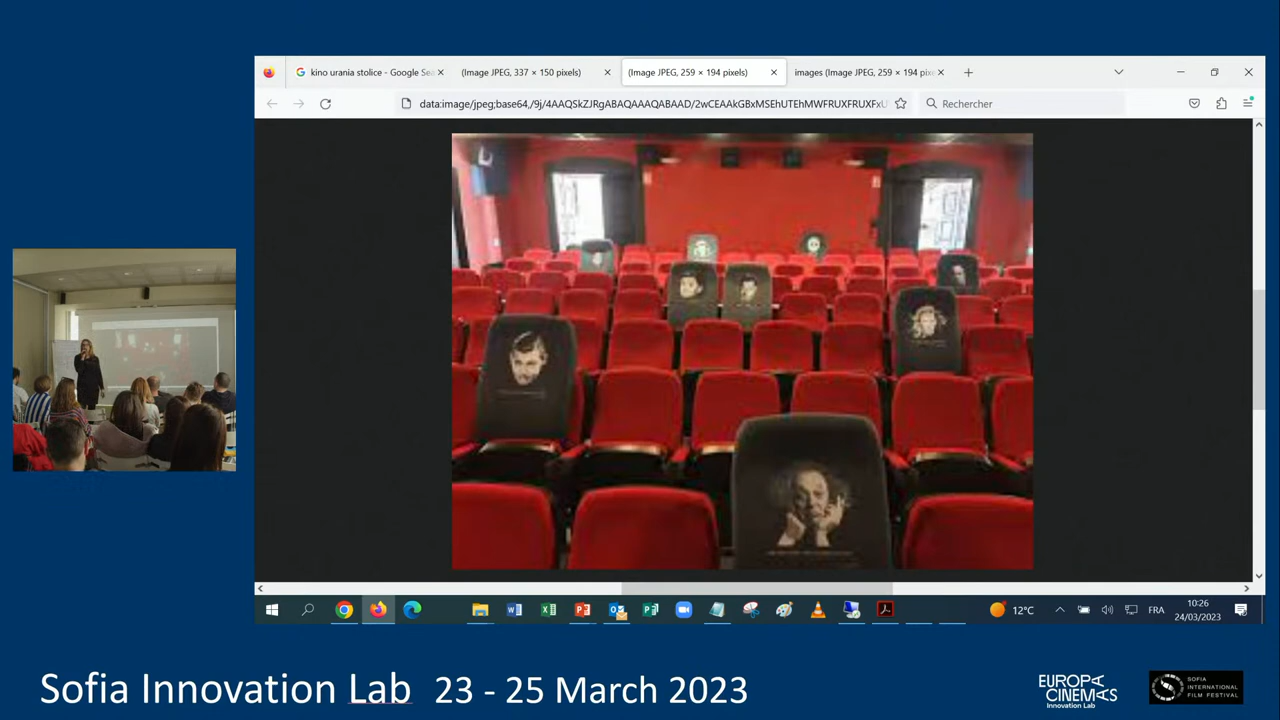 kino urania stolice - Google Sea
(Image JPEG, 337 × 150 pixels)
(Image JPEG, 259 × 194 pixels)
images (Image JPEG, 259 × 194 pixe
data:image/jpeg;base64,/9j/4AAQSkZJRgABAQAAAQABAAD/2wCEAAkGBxMSEhUTEhMWFRUXFRUXFxU
Rechercher
12°C
FRA
10:26
24/03/2023
Sofia Innovation Lab 23 - 25 March 2023
EUROPA
CINEMAS
Innovation Lab
SOFIA
INTERNATIONAL
FILM FESTIVAL